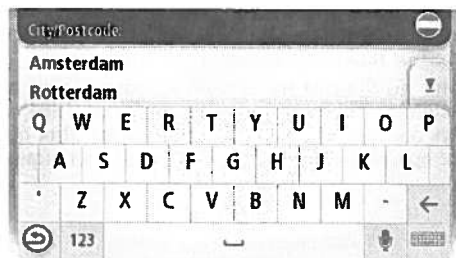 City/Postcode:
Amsterdam
Rotterdam
Q W E R T Y U I O P
A S D F G H J K L
' Z X C V B N M -
123